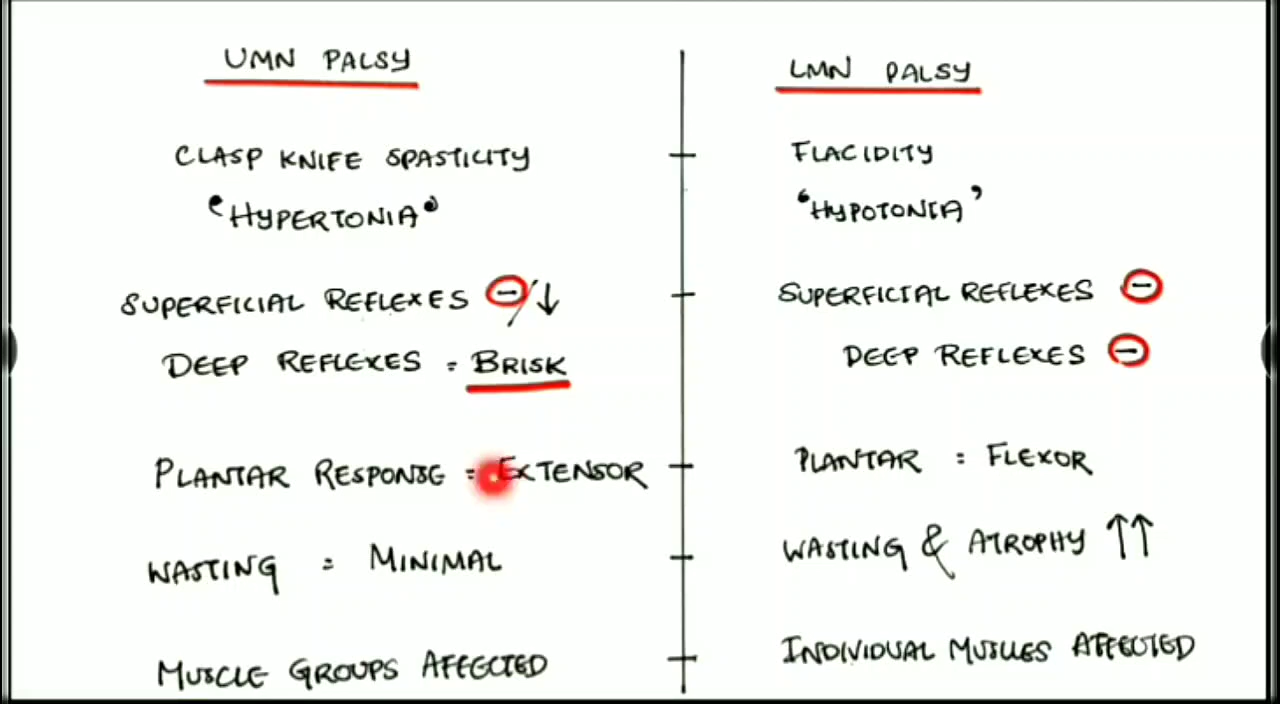 UMN PALSY
CLASP KNIFE SPASTICITY
"HYPERTONIA"
SUPERFICIAL REFLEXES ⊖/↓
DEEP REFLEXES = BRISK
PLANTAR RESPONSE = EXTENSOR
WASTING = MINIMAL
MUSCLE GROUPS AFFECTED
LMN PALSY
FLACIDITY
'HYPOTONIA'
SUPERFICIAL REFLEXES ⊖
DEEP REFLEXES ⊖
PLANTAR = FLEXOR
WASTING & ATROPHY ↑↑
INDIVIDUAL MUSCLES AFFECTED